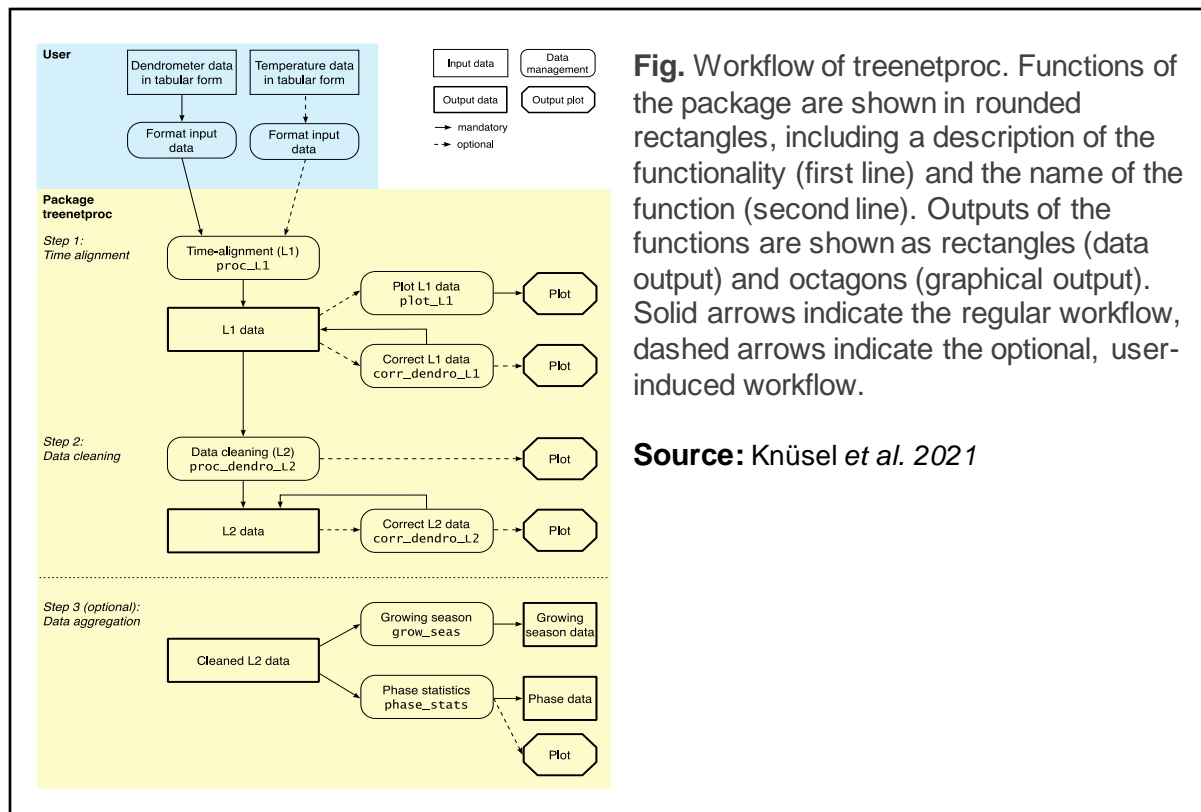 User
Dendrometer data
in tabular form
Temperature data
in tabular form
Format input
data
Format input
data
Input data
Data
management
Output data
Output plot
mandatory
optional
Package
treenetproc
Step 1:
Time alignment
Time-alignment (L1)
proc_L1
L1 data
Plot L1 data
plot_L1
Plot
Correct L1 data
corr_dendro_L1
Plot
Step 2:
Data cleaning
Data cleaning (L2)
proc_dendro_L2
Plot
L2 data
Correct L2 data
corr_dendro_L2
Plot
Step 3 (optional):
Data aggregation
Cleaned L2 data
Growing season
grow_seas
Growing
season data
Phase statistics
phase_stats
Phase data
Plot
Fig. Workflow of treenetproc. Functions of
the package are shown in rounded
rectangles, including a description of the
functionality (first line) and the name of the
function (second line). Outputs of the
functions are shown as rectangles (data
output) and octagons (graphical output).
Solid arrows indicate the regular workflow,
dashed arrows indicate the optional, user-
induced workflow.
Source: Knüsel et al. 2021